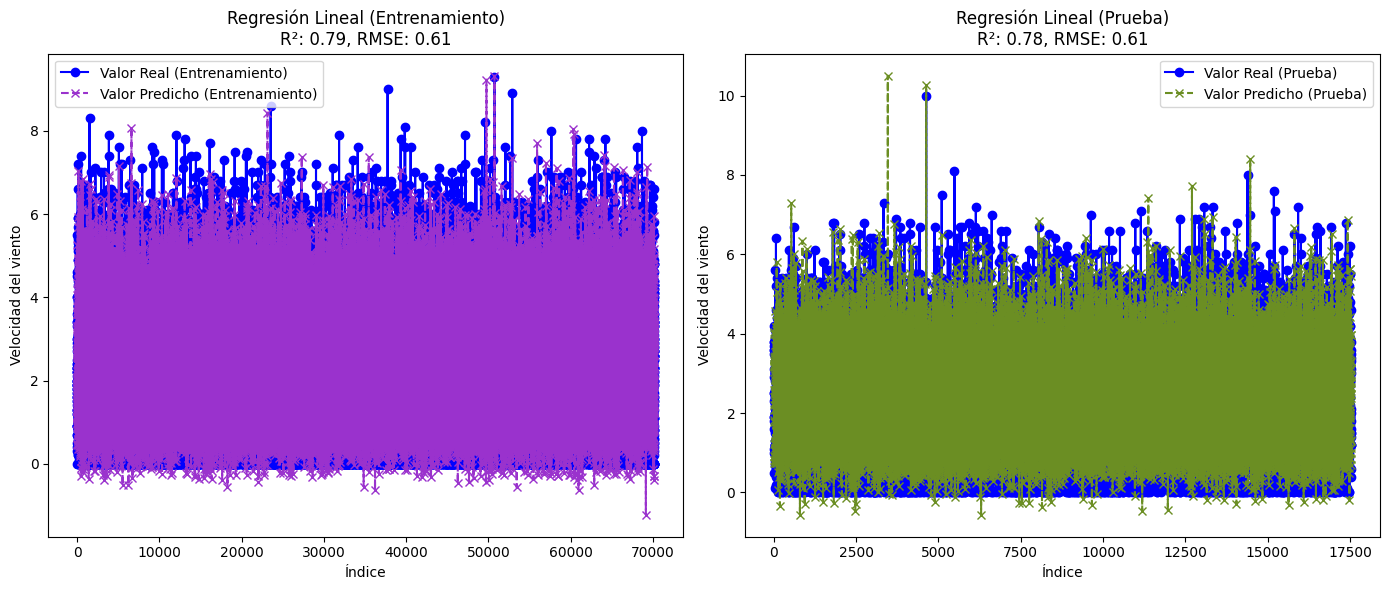 Regresión Lineal (Entrenamiento)
R²: 0.79, RMSE: 0.61
Valor Real (Entrenamiento)
Valor Predicho (Entrenamiento)
Velocidad del viento
8
6
4
2
0
0
10000
20000
30000
40000
50000
60000
70000
Índice
Regresión Lineal (Prueba)
R²: 0.78, RMSE: 0.61
Valor Real (Prueba)
Valor Predicho (Prueba)
Velocidad del viento
10
8
6
4
2
0
0
2500
5000
7500
10000
12500
15000
17500
Índice